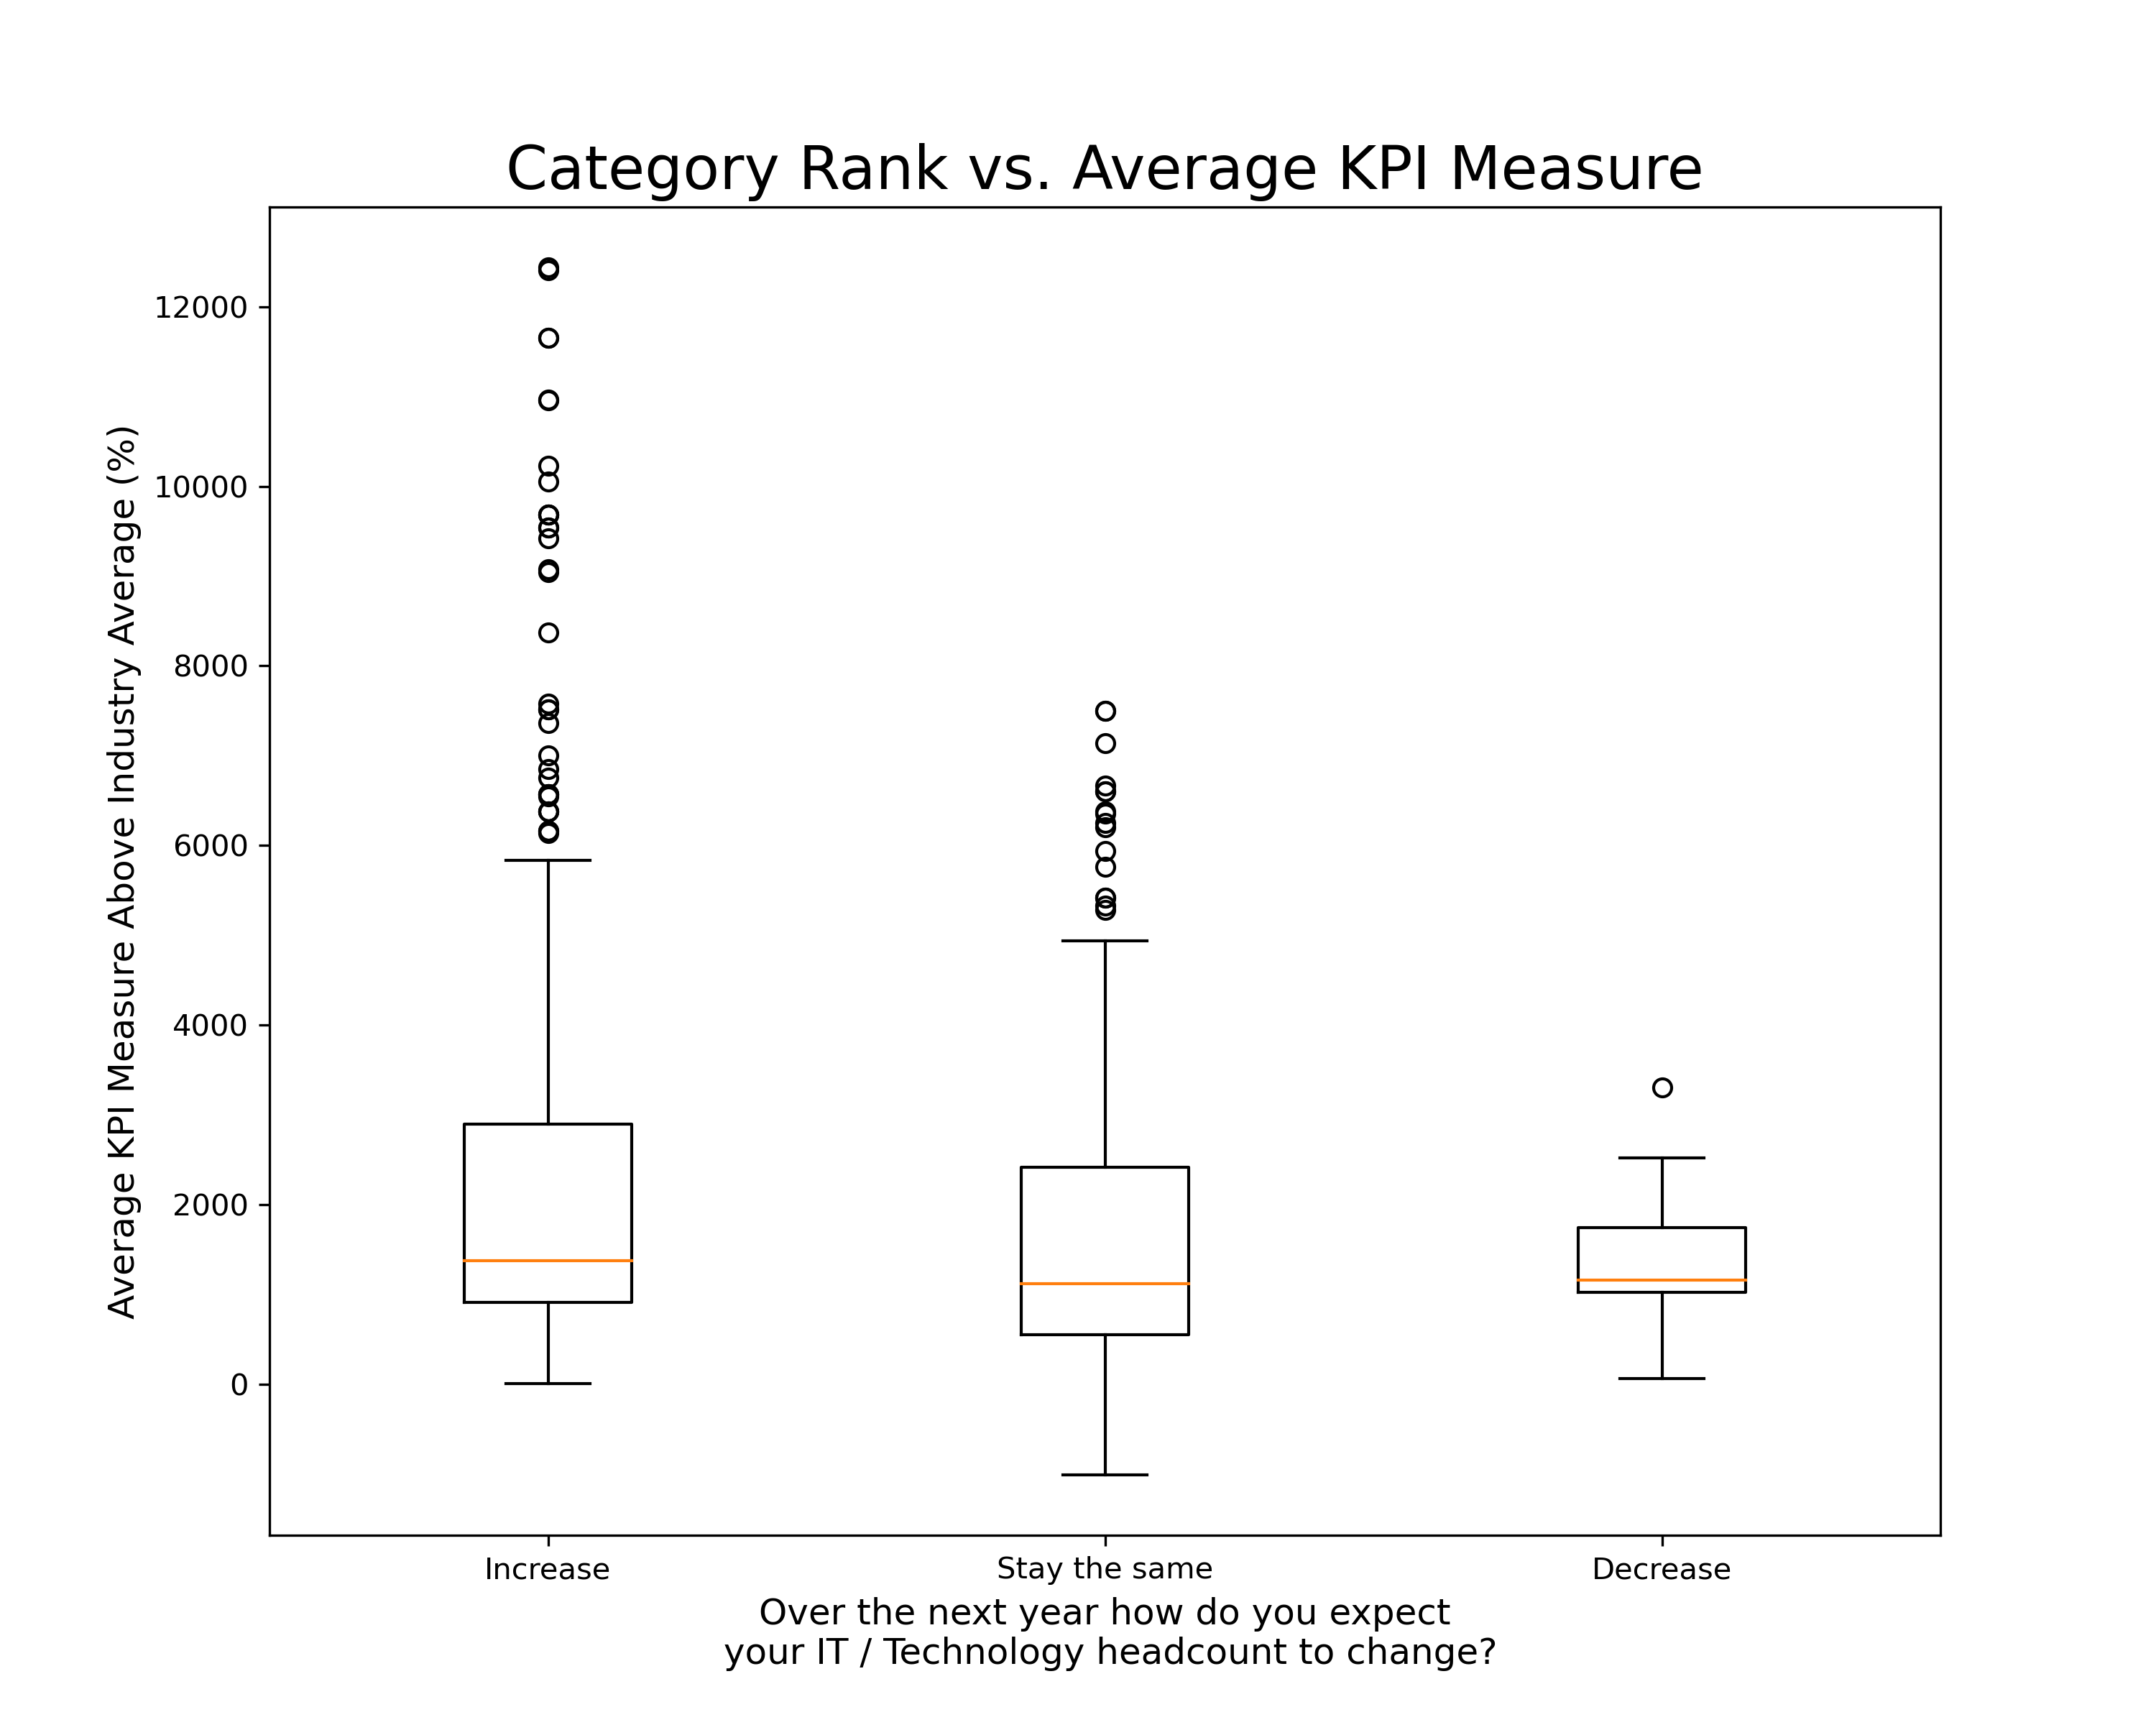 Category Rank vs. Average KPI Measure
Average KPI Measure Above Industry Average (%)
12000
10000
8000
6000
4000
2000
0
Increase
Stay the same
Decrease
Over the next year how do you expect
your IT / Technology headcount to change?